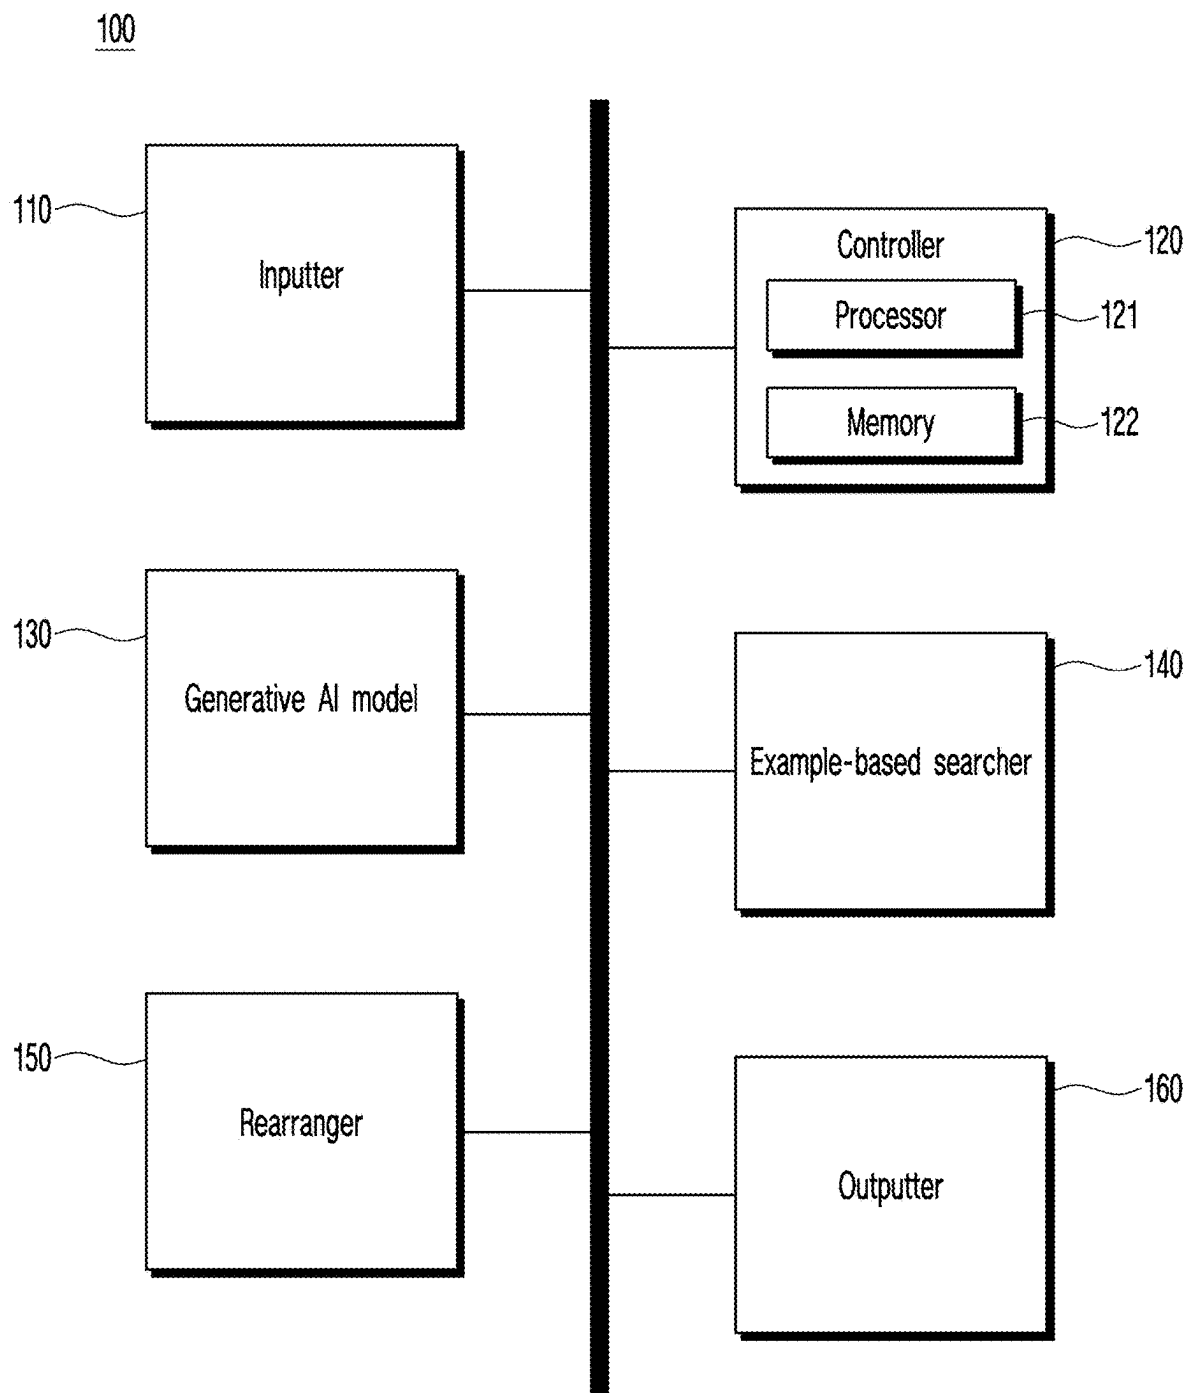 100
110
Inputter
Controller
120
Processor
121
Memory
122
130
Generative AI model
140
Example-based searcher
150
Rearranger
160
Outputter